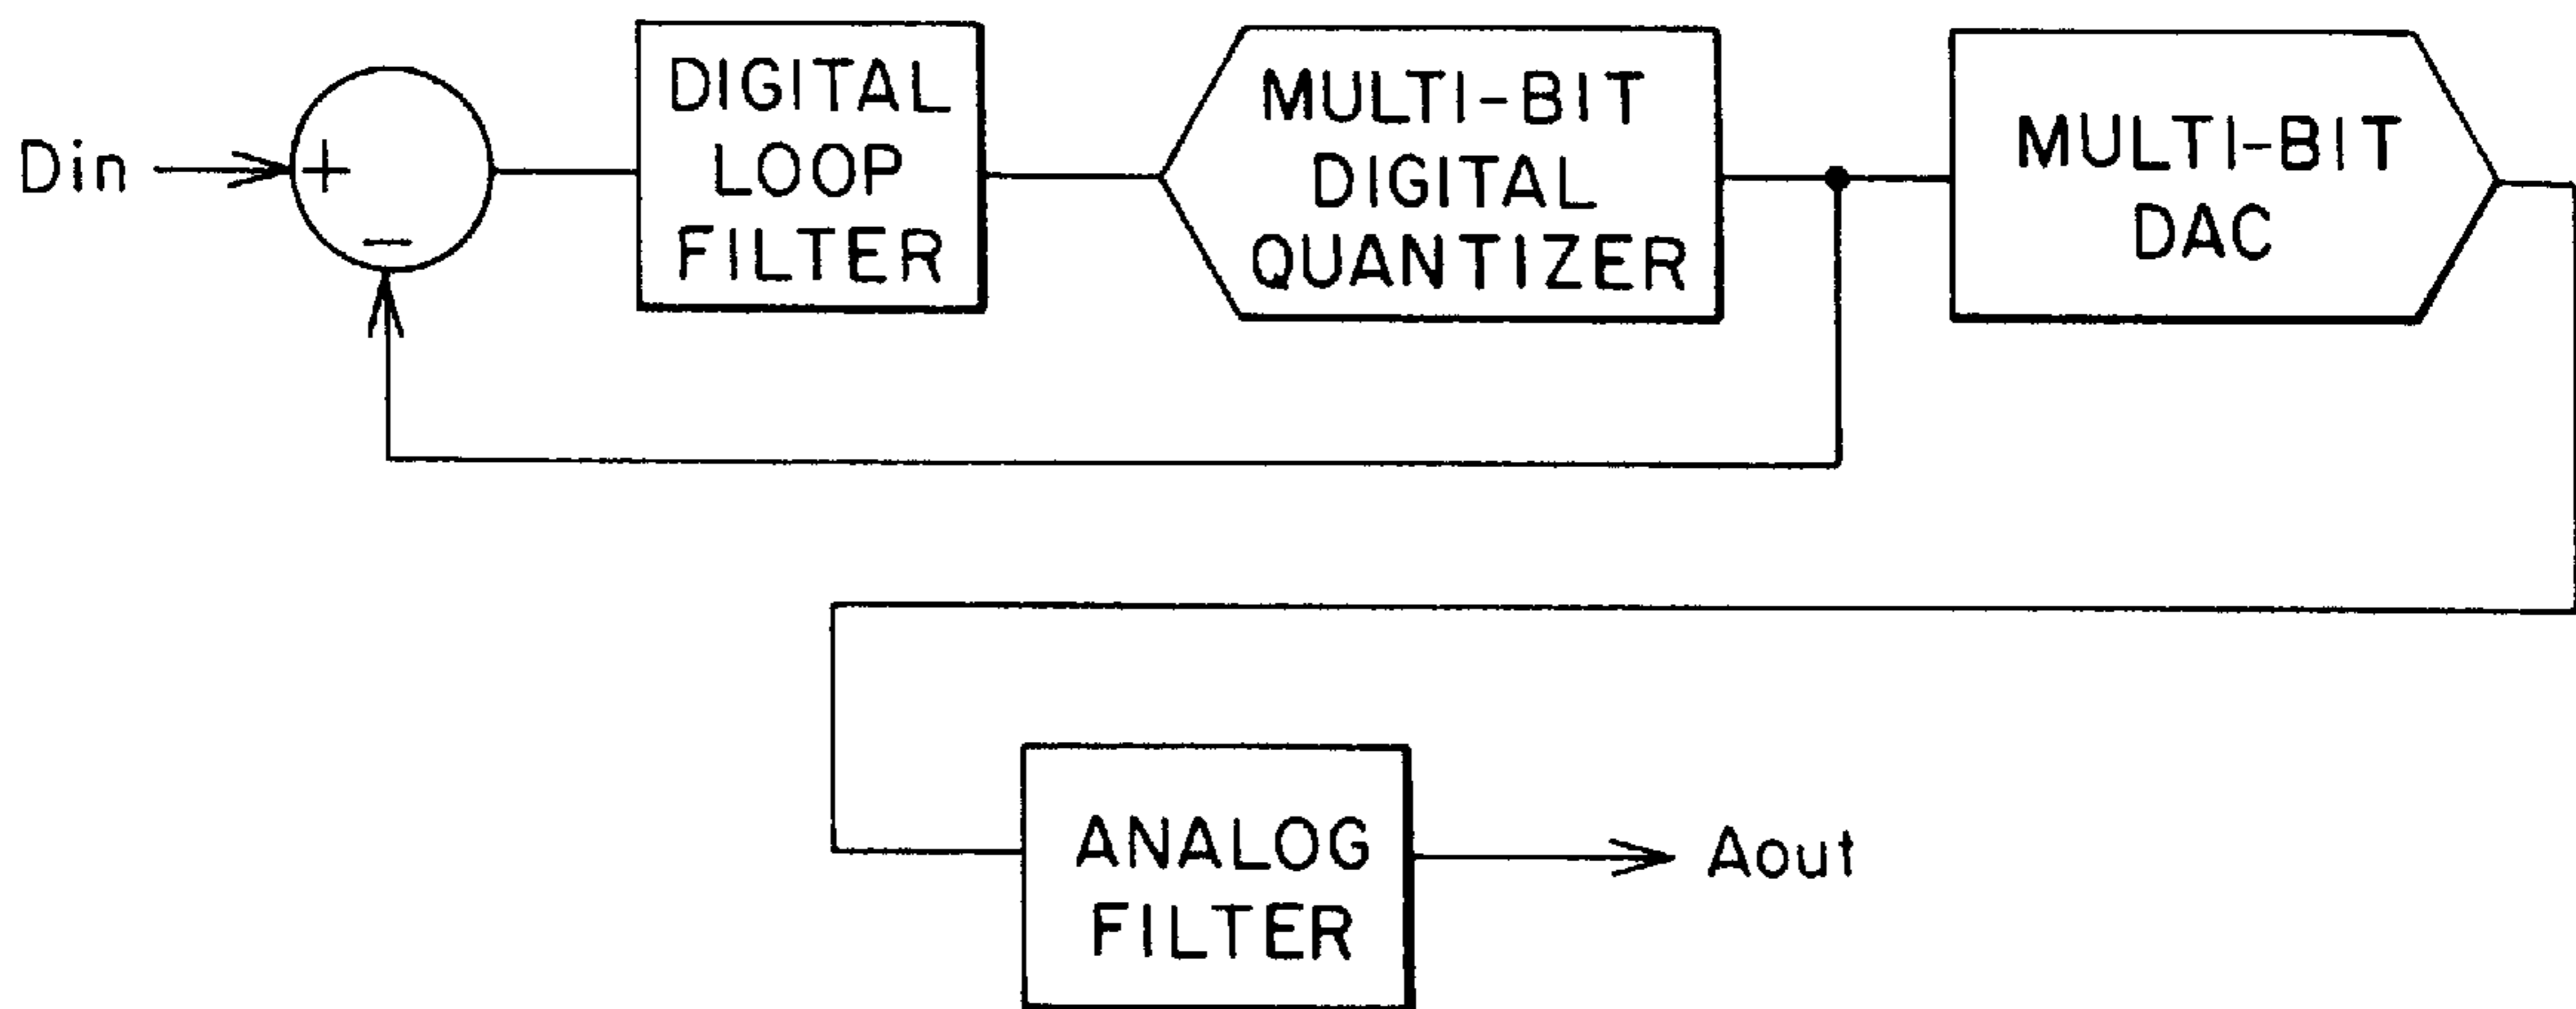 Din
+
−
DIGITAL
LOOP
FILTER
MULTI-BIT
DIGITAL
QUANTIZER
MULTI-BIT
DAC
ANALOG
FILTER
Aout